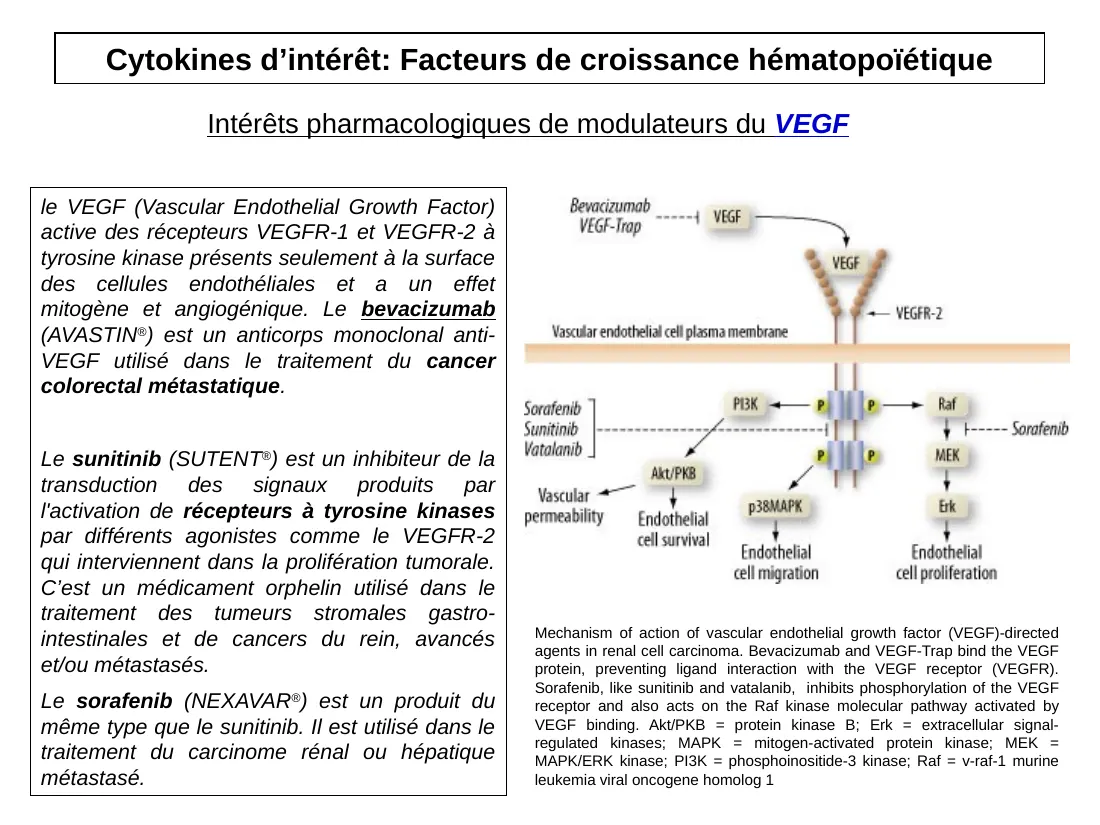 Cytokines d’intérêt: Facteurs de croissance hématopoïétique
Intérêts pharmacologiques de modulateurs du VEGF
le VEGF (Vascular Endothelial Growth Factor)
active des récepteurs VEGFR-1 et VEGFR-2 à
tyrosine kinase présents seulement à la surface
des cellules endothéliales et a un effet
mitogène et angiogénique. Le bevacizumab
(AVASTIN®) est un anticorps monoclonal anti-
VEGF utilisé dans le traitement du cancer
colorectal métastatique.
Le sunitinib (SUTENT®) est un inhibiteur de la
transduction des signaux produits par
l'activation de récepteurs à tyrosine kinases
par différents agonistes comme le VEGFR-2
qui interviennent dans la prolifération tumorale.
C’est un médicament orphelin utilisé dans le
traitement des tumeurs stromales gastro-
intestinales et de cancers du rein, avancés
et/ou métastasés.
Le sorafenib (NEXAVAR®) est un produit du
même type que le sunitinib. Il est utilisé dans le
traitement du carcinome rénal ou hépatique
métastasé.
Bevacizumab
VEGF-Trap
VEGF
VEGF
VEGFR-2
Vascular endothelial cell plasma membrane
Sorafenib
Sunitinib
Vatalanib
PI3K
P
P
Raf
Sorafenib
P
P
MEK
Akt/PKB
Vascular
permeability
Endothelial
cell survival
p38MAPK
Erk
Endothelial
cell migration
Endothelial
cell proliferation
Mechanism of action of vascular endothelial growth factor (VEGF)-directed
agents in renal cell carcinoma. Bevacizumab and VEGF-Trap bind the VEGF
protein, preventing ligand interaction with the VEGF receptor (VEGFR).
Sorafenib, like sunitinib and vatalanib, inhibits phosphorylation of the VEGF
receptor and also acts on the Raf kinase molecular pathway activated by
VEGF binding. Akt/PKB = protein kinase B; Erk = extracellular signal-
regulated kinases; MAPK = mitogen-activated protein kinase; MEK =
MAPK/ERK kinase; PI3K = phosphoinositide-3 kinase; Raf = v-raf-1 murine
leukemia viral oncogene homolog 1